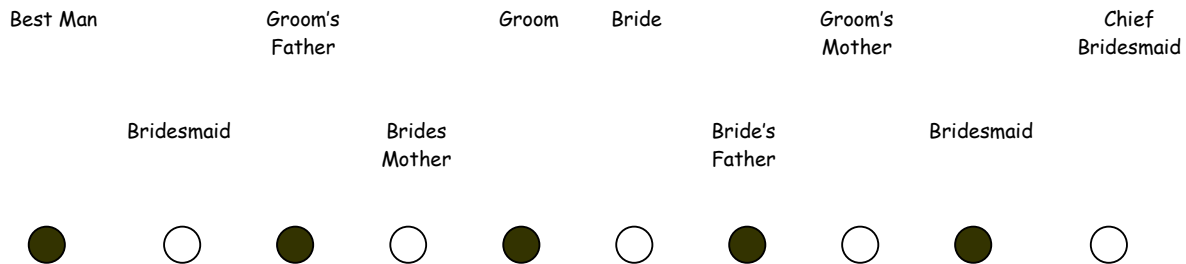 Best Man
Groom's
Father
Groom
Bride
Groom's
Mother
Chief
Bridesmaid
Bridesmaid
Brides
Mother
Bride's
Father
Bridesmaid